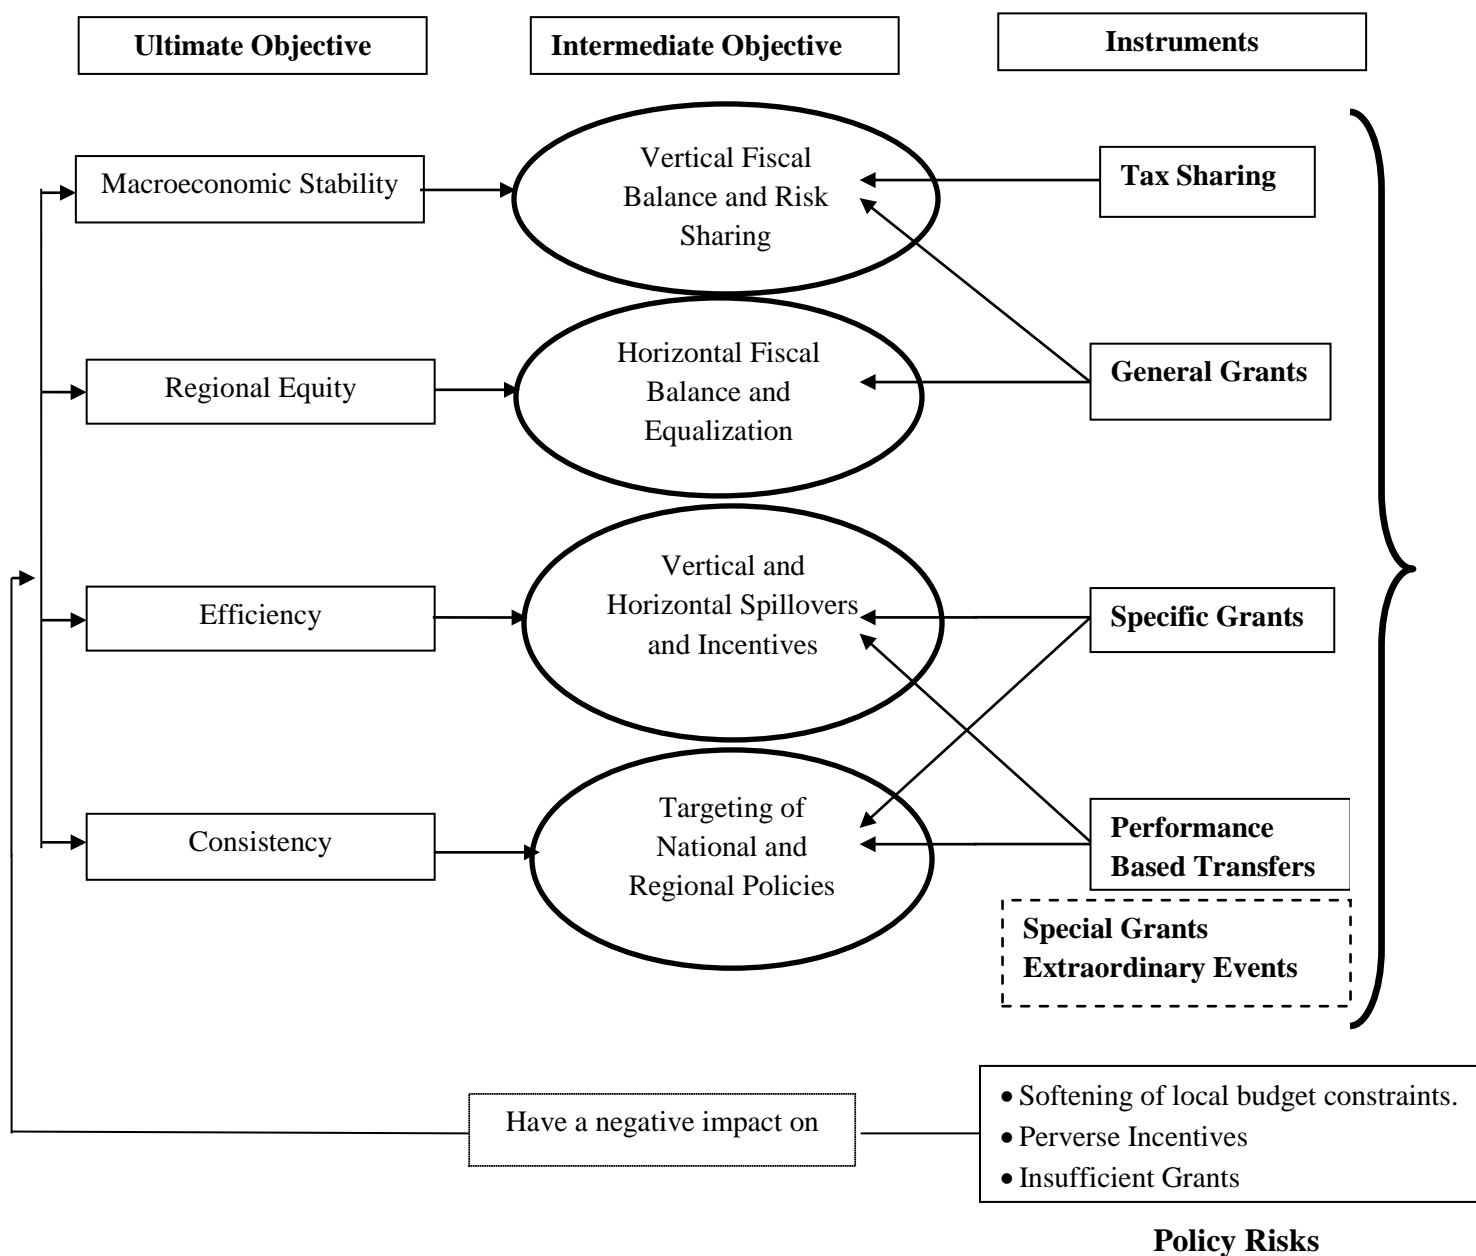 Ultimate Objective
Intermediate Objective
Instruments
Macroeconomic Stability
Vertical Fiscal
Balance and Risk
Sharing
Tax Sharing
Regional Equity
Horizontal Fiscal
Balance and
Equalization
General Grants
Efficiency
Vertical and
Horizontal Spillovers
and Incentives
Specific Grants
Consistency
Targeting of
National and
Regional Policies
Performance
Based Transfers
Special Grants
Extraordinary Events
Have a negative impact on
• Softening of local budget constraints.
• Perverse Incentives
• Insufficient Grants
Policy Risks